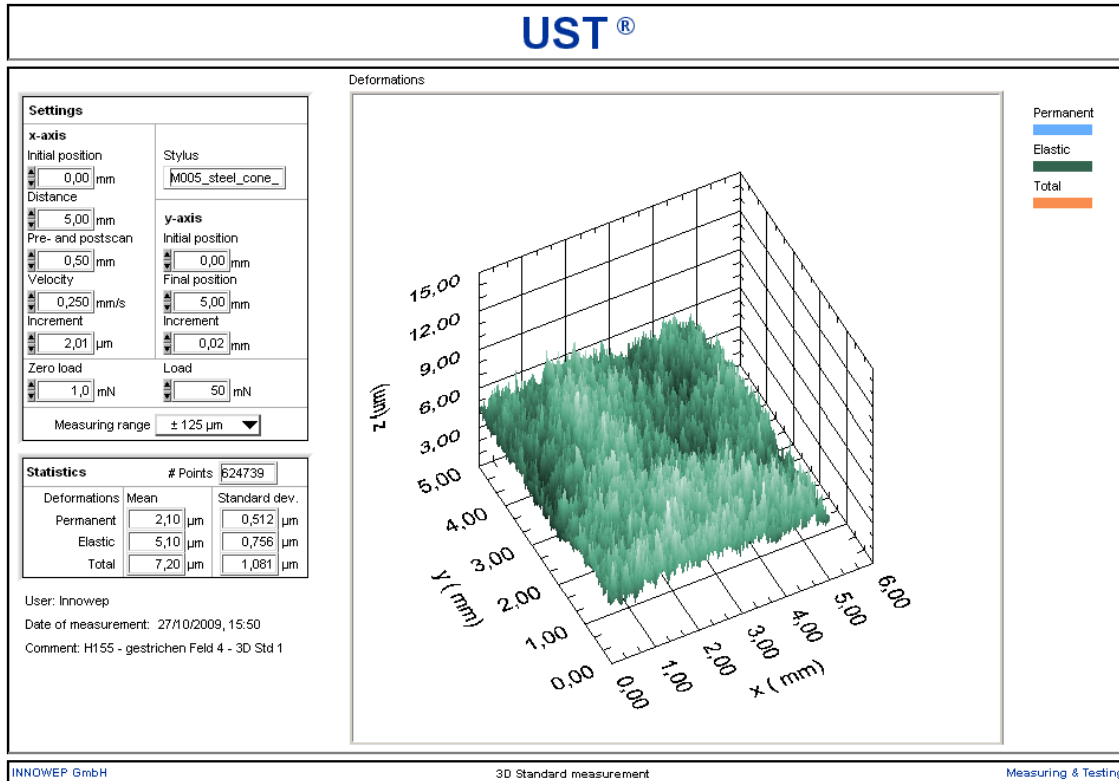 UST ®
Deformations
Settings
x-axis
Initial position
0,00 mm
Stylus
M005_steel_cone_
Distance
5,00 mm
y-axis
Pre- and postscan
0,50 mm
Initial position
0,00 mm
Velocity
0,250 mm/s
Final position
5,00 mm
Increment
2,01 µm
Increment
0,02 mm
Zero load
1,0 mN
Load
50 mN
Measuring range ± 125 µm
Statistics # Points 624739
Deformations Mean Standard dev.
Permanent 2,10 µm 0,512 µm
Elastic 5,10 µm 0,756 µm
Total 7,20 µm 1,081 µm
User: Innowep
Date of measurement: 27/10/2009, 15:50
Comment: H155 - gestrichen Feld 4 - 3D Std 1
Permanent
Elastic
Total
15,00
12,00
9,00
6,00
3,00
z (µm)
5,00
4,00
3,00
2,00
1,00
0,00
y ( mm)
0,00
1,00
2,00
3,00
4,00
5,00
6,00
x ( mm)
INNOWEP GmbH
3D Standard measurement
Measuring & Testing